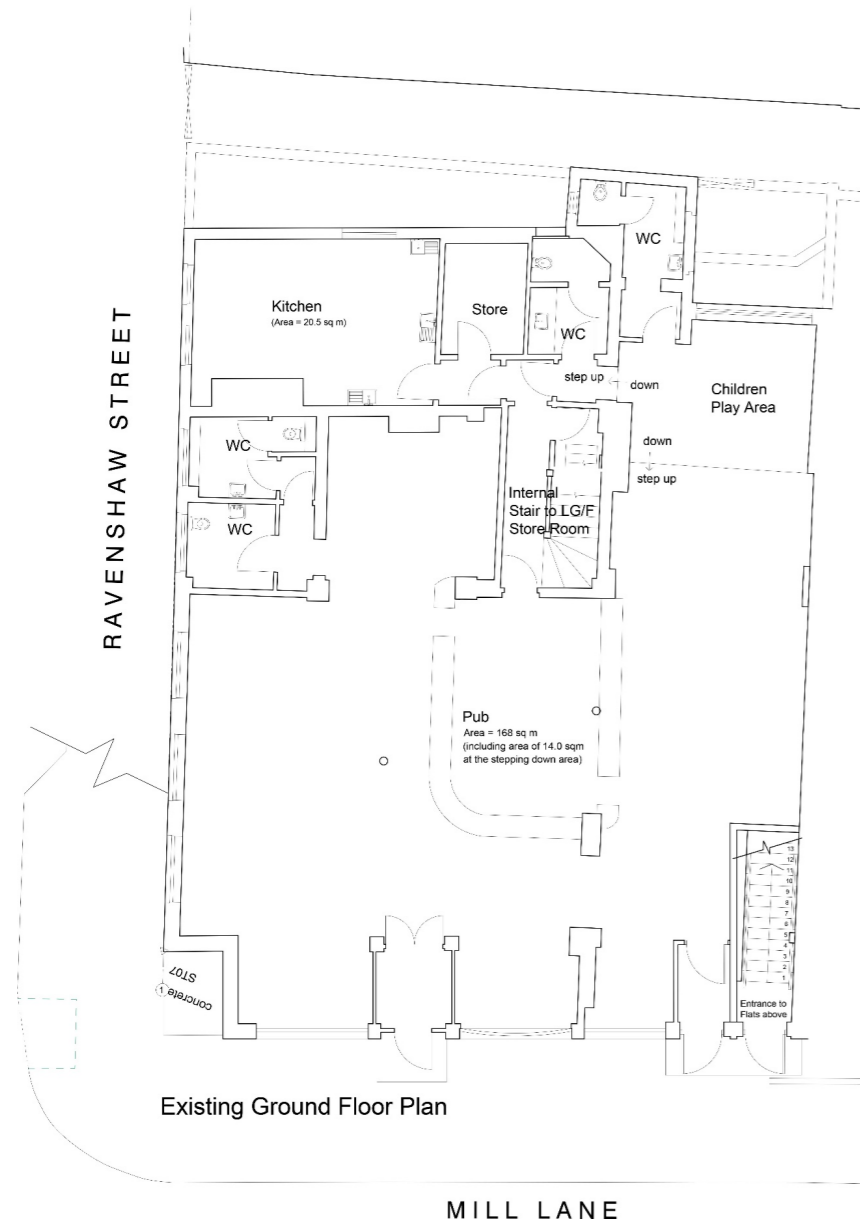 WC
Kitchen
(Area = 20.5 sq m)
Store
WC
step up
down
Children
Play Area
down
step up
WC
WC
Internal
Stair to LG/F
Store Room
RAVENSHAW STREET
Pub
Area = 168 sq m
(including area of 14.0 sqm
at the stepping down area)
13
12
11
10
9
8
7
6
5
4
3
2
1
Entrance to
Flats above
ST07
1
concrete
Existing Ground Floor Plan
MILL LANE